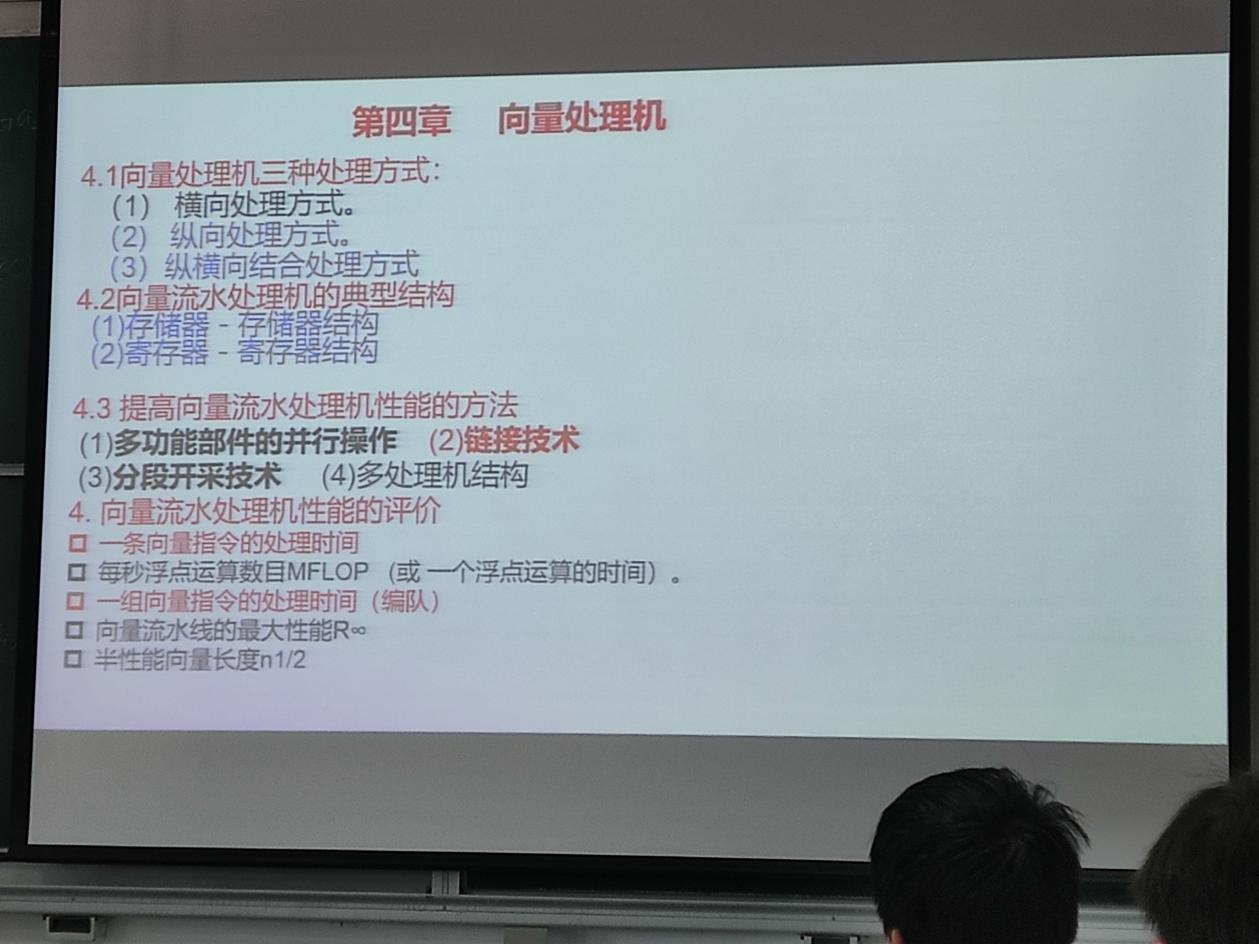 第四章 向量处理机
4.1向量处理机三种处理方式：
(1) 横向处理方式。
(2) 纵向处理方式。
(3) 纵横向结合处理方式
4.2向量流水处理机的典型结构
(1)存储器－存储器结构
(2)寄存器－寄存器结构
4.3 提高向量流水处理机性能的方法
(1)多功能部件的并行操作 (2)链接技术
(3)分段开采技术 (4)多处理机结构
4. 向量流水处理机性能的评价
一条向量指令的处理时间
每秒浮点运算数目MFLOP（或 一个浮点运算的时间）。
一组向量指令的处理时间（编队）
向量流水线的最大性能R∞
半性能向量长度n1/2